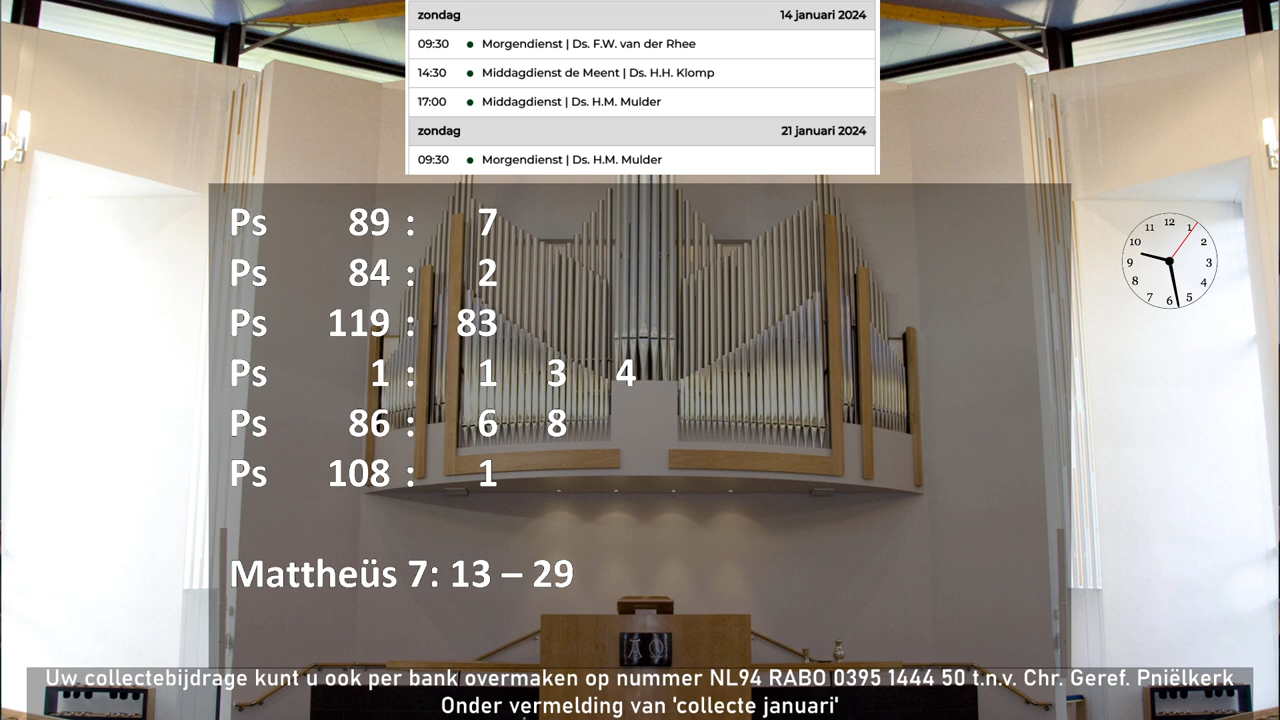 zondag 14 januari 2024
09:30 • Morgendienst | Ds. F.W. van der Rhee
14:30 • Middagdienst de Meent | Ds. H.H. Klomp
17:00 • Middagdienst | Ds. H.M. Mulder
zondag 21 januari 2024
09:30 • Morgendienst | Ds. H.M. Mulder
Ps 89 : 7
Ps 84 : 2
Ps 119 : 83
Ps 1 : 1 3 4
Ps 86 : 6 8
Ps 108 : 1
12
1
2
3
4
5
6
7
8
9
10
11
Mattheüs 7: 13 – 29
Α Ω
Uw collectebijdrage kunt u ook per bank overmaken op nummer NL94 RABO 0395 1444 50 t.n.v. Chr. Geref. Pniëlkerk
Onder vermelding van 'collecte januari'